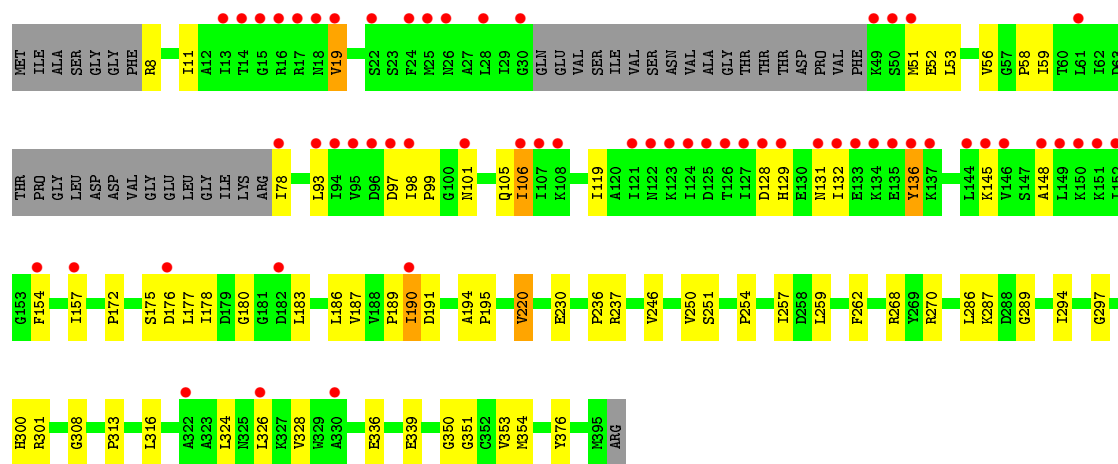 MET ILE ALA SER GLY GLY PHE R8 I11 A12 I13 T14 G15 R16 R17 N18 V19 S22 S23 F24 M25 N26 A27 L28 I29 G30 GLN GLU VAL SER ILE VAL SER ASN VAL ALA GLY THR THR THR ASP PRO VAL PHE K49 S50 M51 E52 L53 V56 G57 P58 I59 T60 L61 I62 D63
THR PRO GLY LEU ASP ASP VAL GLY GLU LEU GLY ILE LYS ARG I78 L93 I94 V95 D96 D97 I98 P99 G100 N101 Q105 I106 I107 K108 I119 A120 I121 N122 K123 I124 D125 T126 I127 D128 H129 E130 N131 I132 E133 K134 E135 Y136 K137 L144 K145 V146 S147 A148 L149 K150 K151 I152
G153 F154 I157 P172 S175 D176 L177 I178 D179 G180 G181 D182 L183 L186 V187 V188 P189 I190 D191 A194 P195 V220 E230 P236 R237 V246 V250 S251 P254 I257 D258 L259 F262 R268 Y269 R270 L286 K287 D288 G289 I294 G297
H300 R301 G308 P313 L316 A322 A323 L324 N325 L326 K327 V328 W329 A330 E336 E339 G350 G351 C352 V353 M354 Y376 M395 ARG